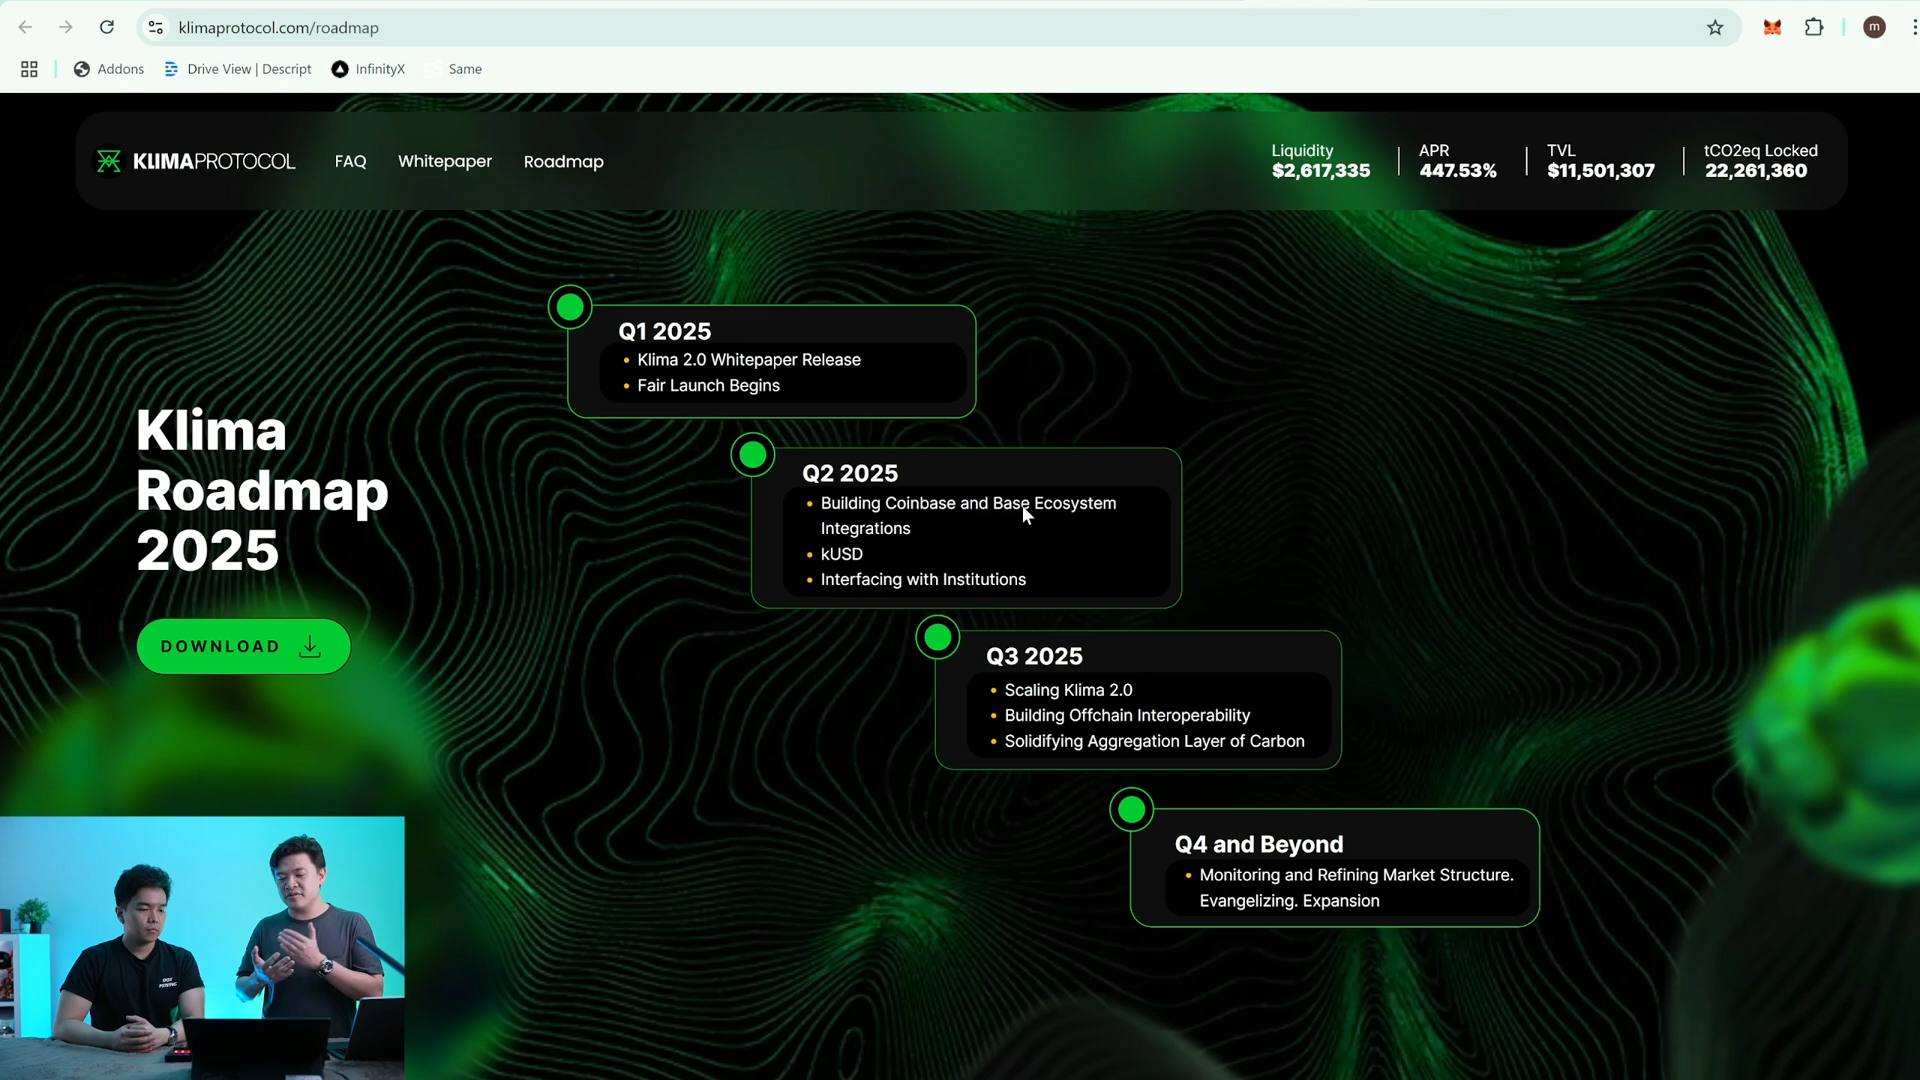 klimaprotocol.com/roadmap
m
Addons
Drive View | Descript
InfinityX
Same
KLIMAPROTOCOL
FAQ
Whitepaper
Roadmap
Liquidity
$2,617,335
APR
447.53%
TVL
$11,501,307
tCO2eq Locked
22,261,360
Klima
Roadmap
2025
DOWNLOAD
Q1 2025
• Klima 2.0 Whitepaper Release
• Fair Launch Begins
Q2 2025
• Building Coinbase and Base Ecosystem
Integrations
• kUSD
• Interfacing with Institutions
Q3 2025
• Scaling Klima 2.0
• Building Offchain Interoperability
• Solidifying Aggregation Layer of Carbon
Q4 and Beyond
• Monitoring and Refining Market Structure.
Evangelizing. Expansion